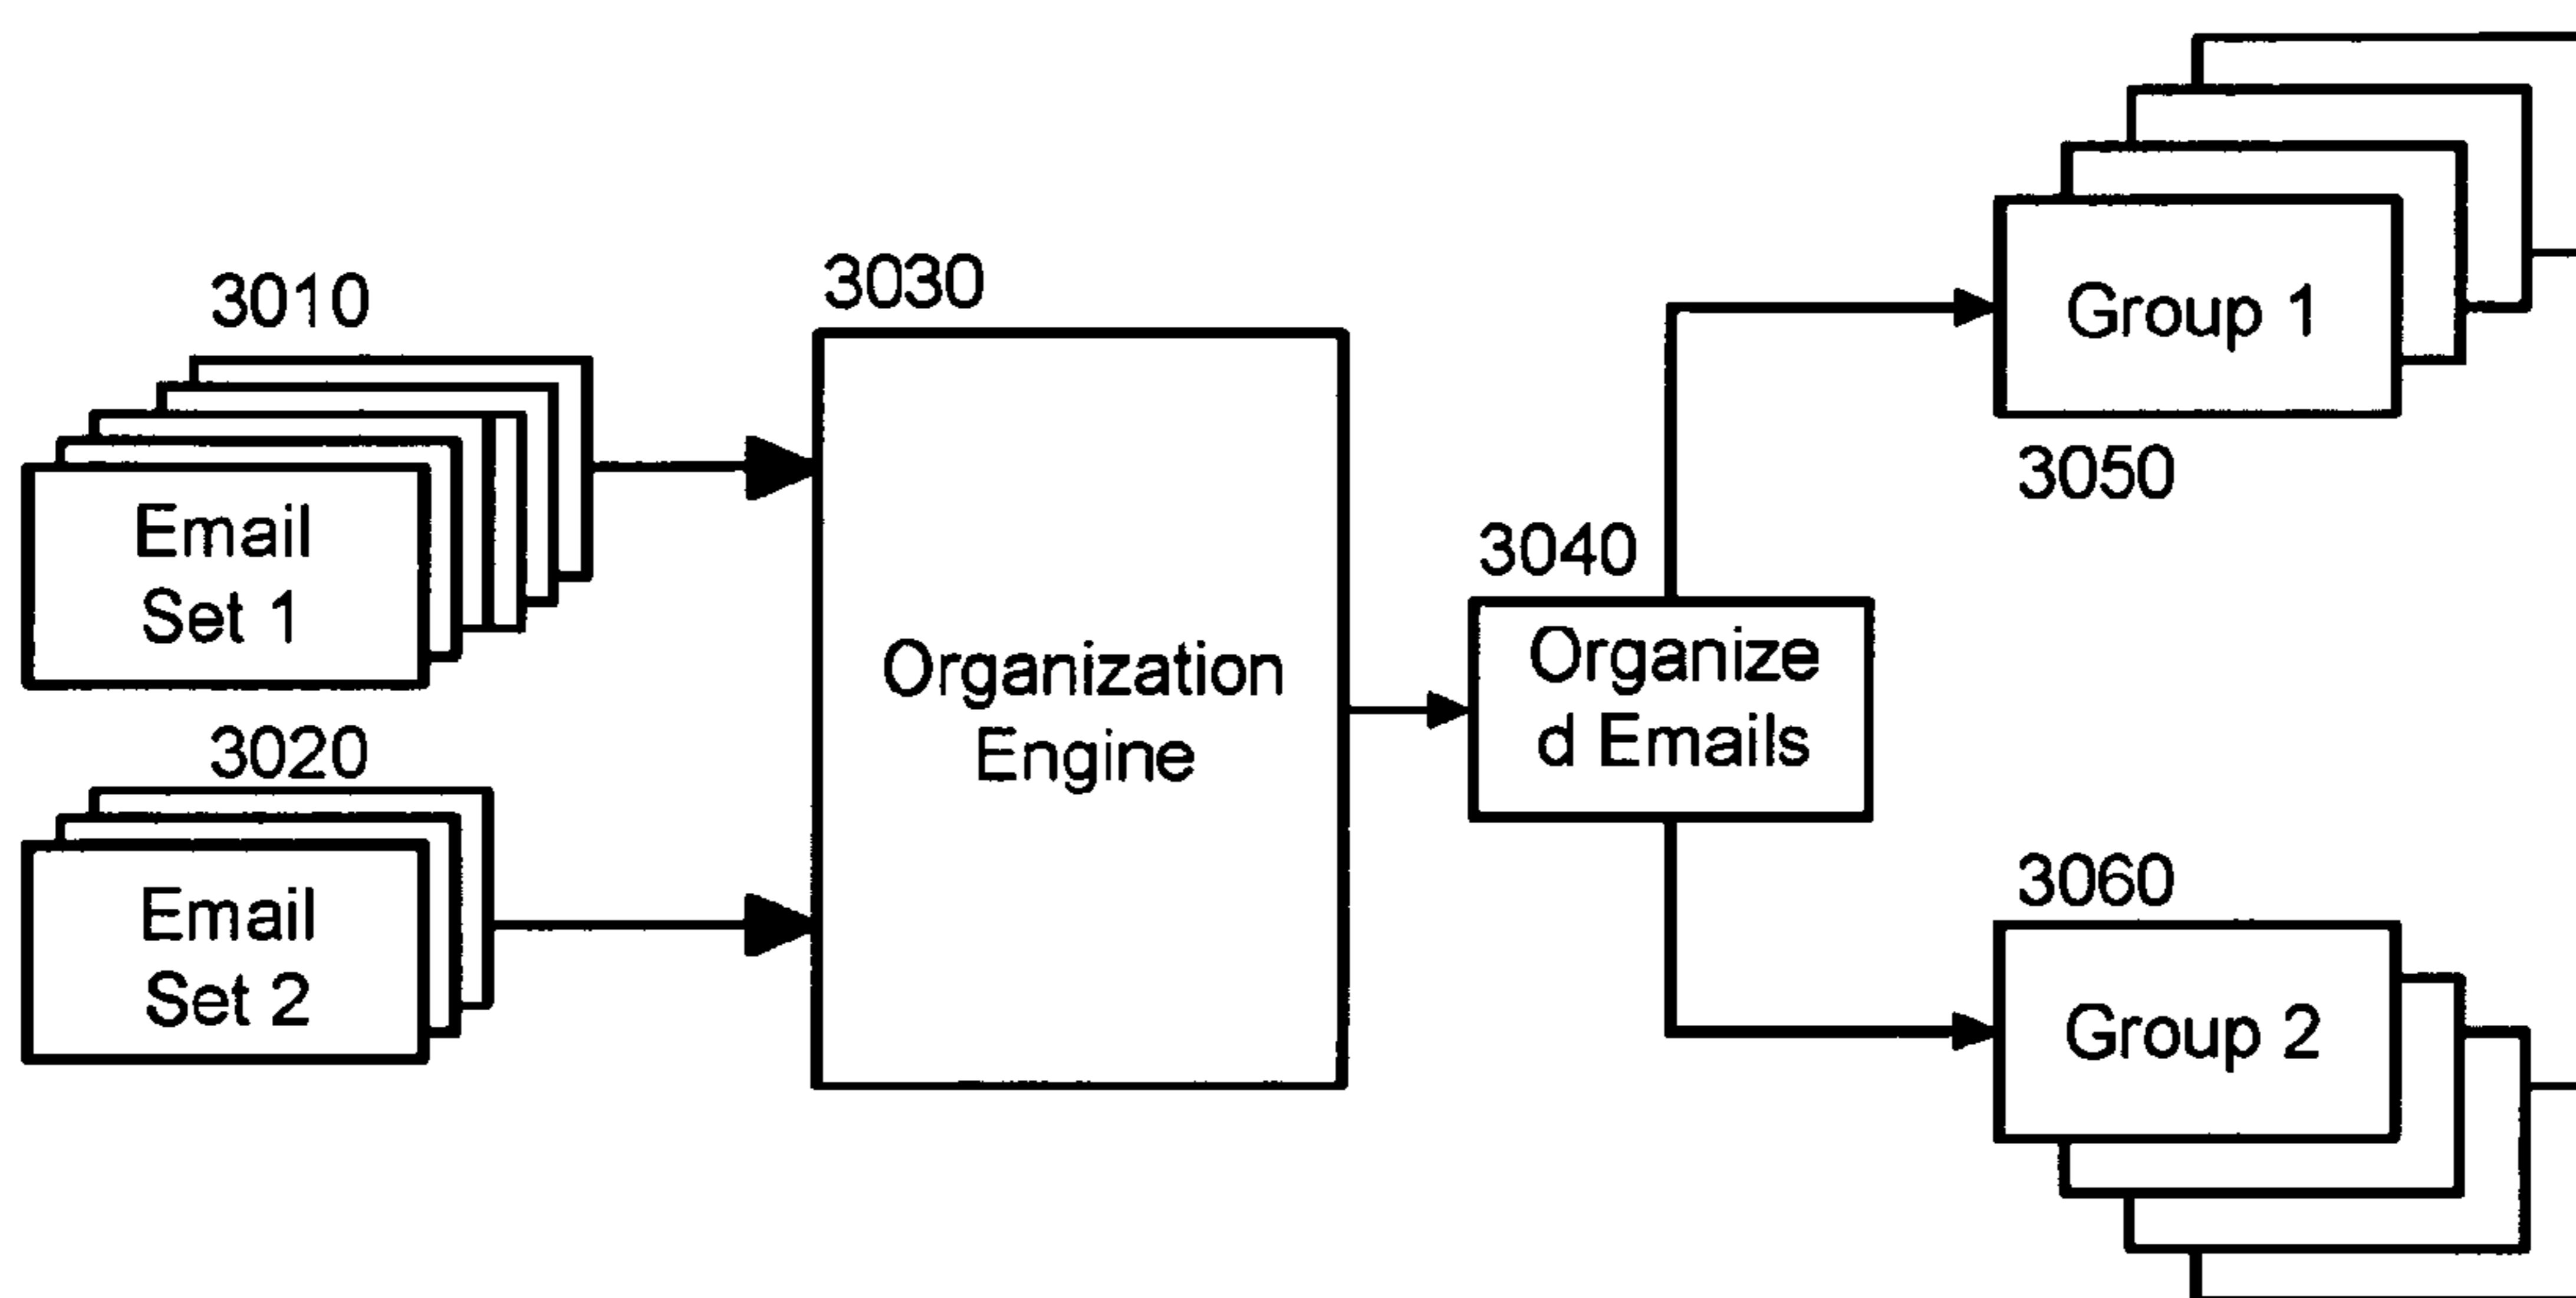 3010
Email
Set 1
3020
Email
Set 2
3030
Organization
Engine
3040
Organize
d Emails
Group 1
3050
3060
Group 2